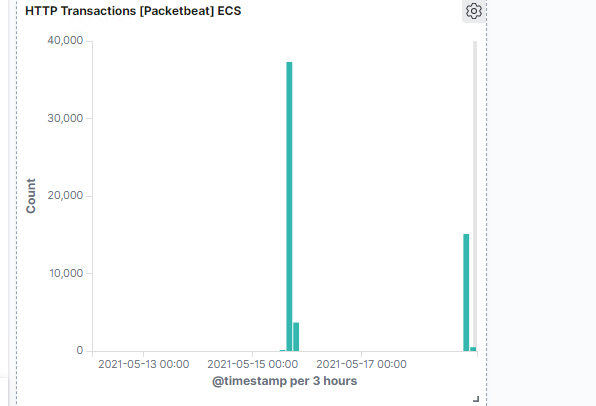 HTTP Transactions [Packetbeat] ECS
40,000
30,000
20,000
10,000
0
Count
2021-05-13 00:00 2021-05-15 00:00 2021-05-17 00:00
@timestamp per 3 hours